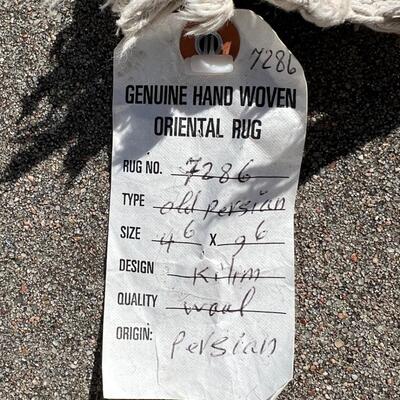 7286
GENUINE HAND WOVEN
ORIENTAL RUG
RUG NO. 7286
TYPE old persian
SIZE 4 6 X 9 6
DESIGN Kilim
QUALITY wool
ORIGIN: Persian